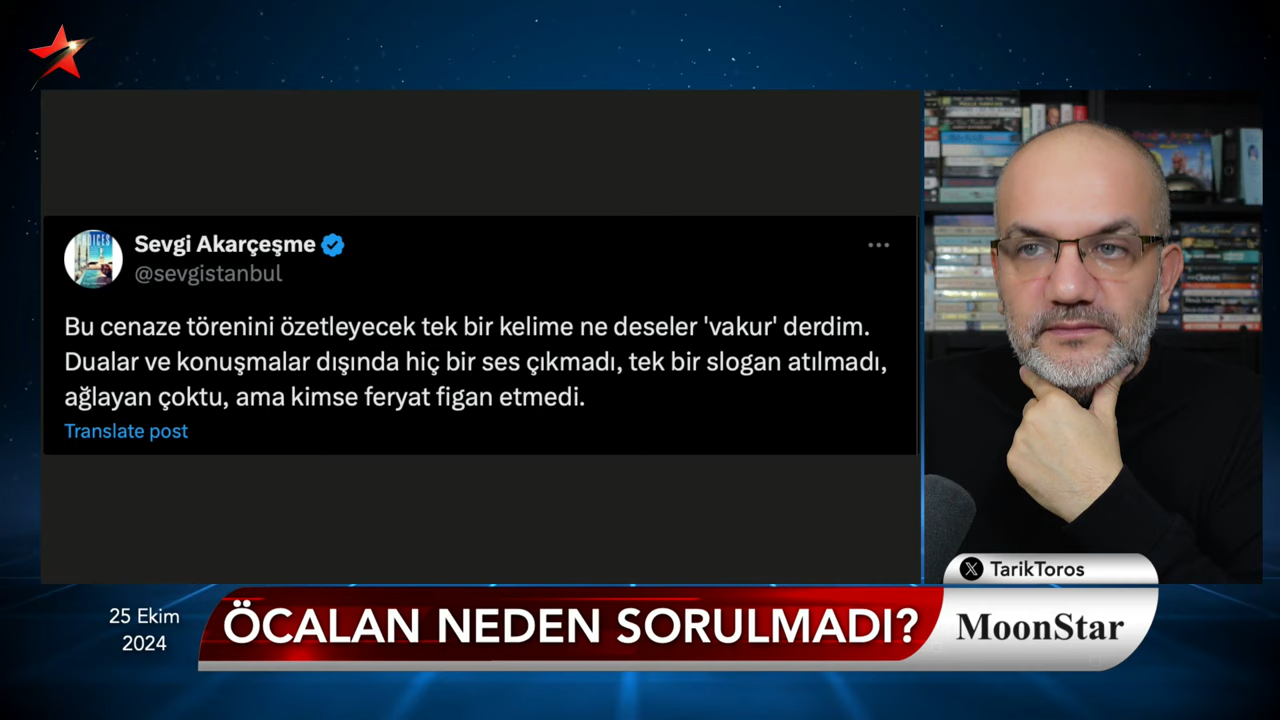 Sevgi Akarçeşme
@sevgistanbul
Bu cenaze törenini özetleyecek tek bir kelime ne deseler 'vakur' derdim.
Dualar ve konuşmalar dışında hiç bir ses çıkmadı, tek bir slogan atılmadı,
ağlayan çoktu, ama kimse feryat figan etmedi.
Translate post
TarikToros
25 Ekim
2024
ÖCALAN NEDEN SORULMADI?
MoonStar